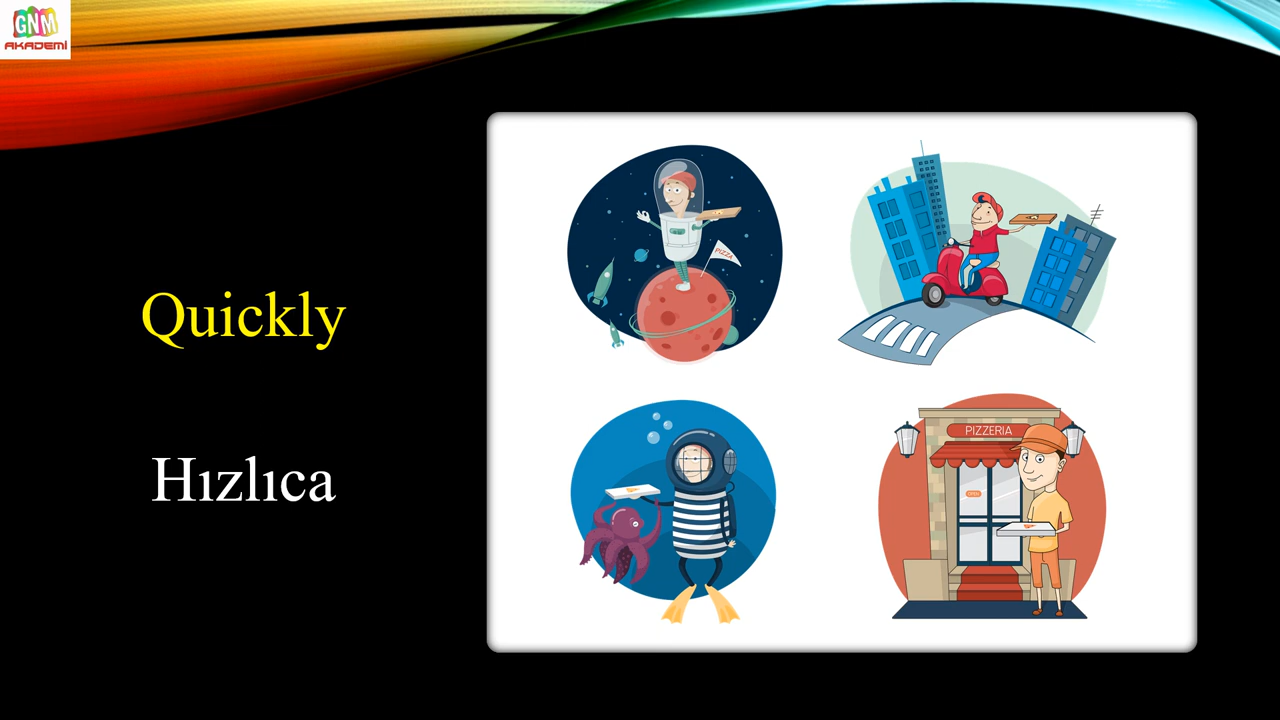 GNM
AKADEMİ
Quickly
Hızlıca
PIZZA
PIZZERIA
OPEN